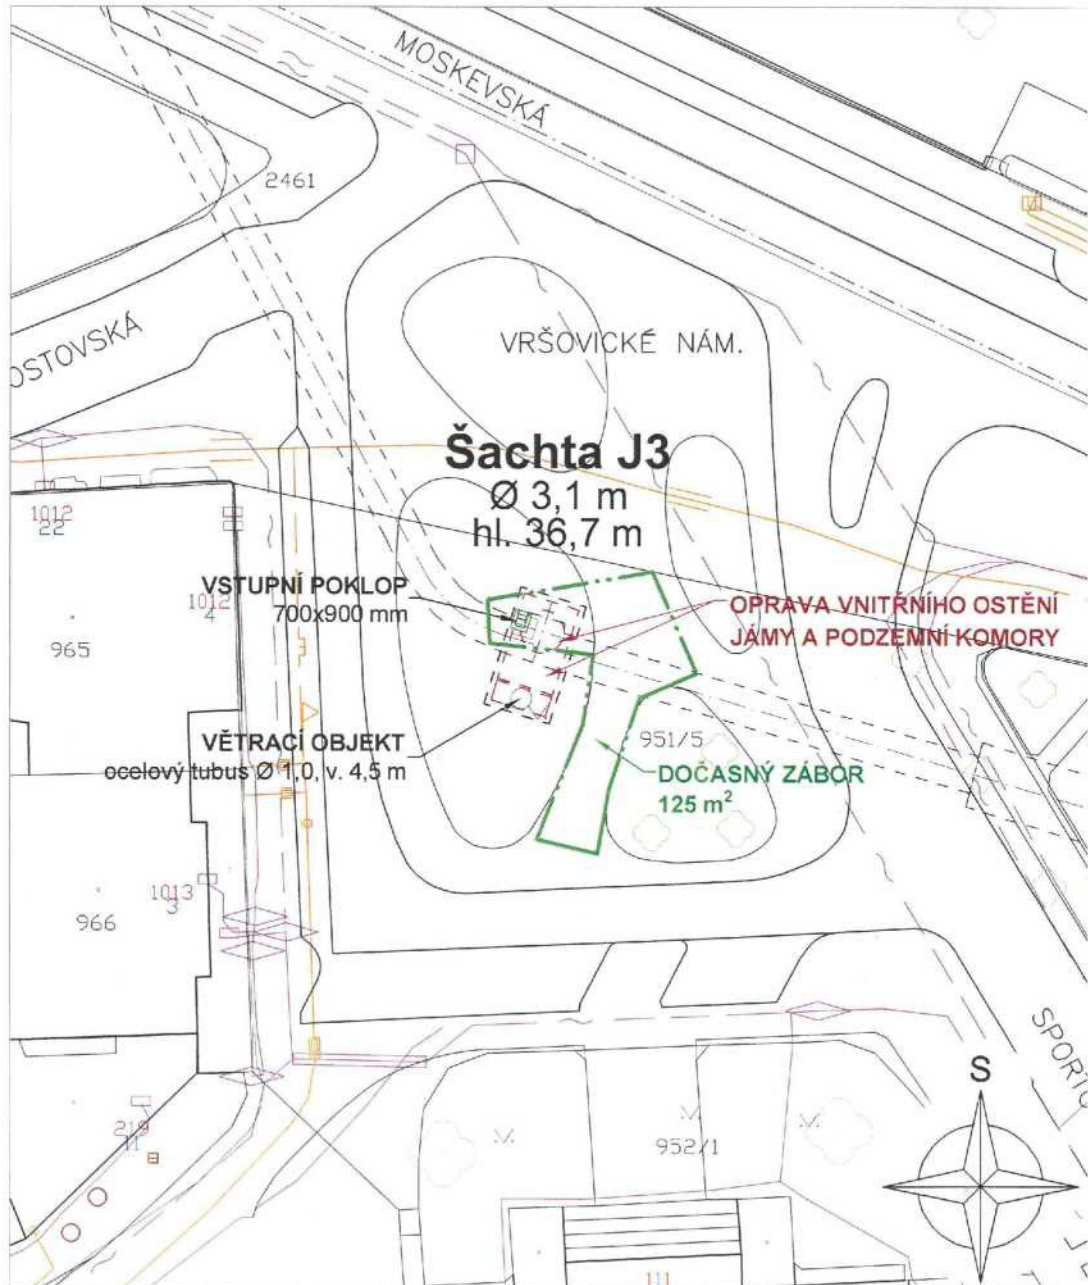 MOSKEVSKÁ
2461
OSTOVSKÁ
VRŠOVICKÉ NÁM.
Šachta J3
Ø 3,1 m
hl. 36,7 m
1012
22
VSTUPNÍ POKLOP
700x900 mm
1012
4
965
OPRAVA VNITŘNÍHO OSTĚNÍ
JÁMY A PODZEMNÍ KOMORY
VĚTRACÍ OBJEKT
ocelový tubus Ø 1,0, v. 4,5 m
951/5
DOČASNÝ ZÁBOR
125 m²
1013
3
966
SPORTO
S
219
11
952/1
111